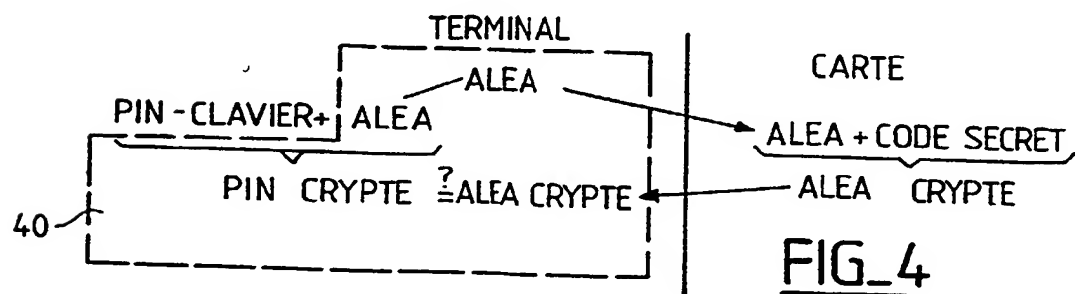 TERMINAL
ALEA
CARTE
PIN-CLAVIER+ ALEA
ALEA + CODE SECRET
PIN CRYPTE ?= ALEA CRYPTE
ALEA CRYPTE
40
FIG_4